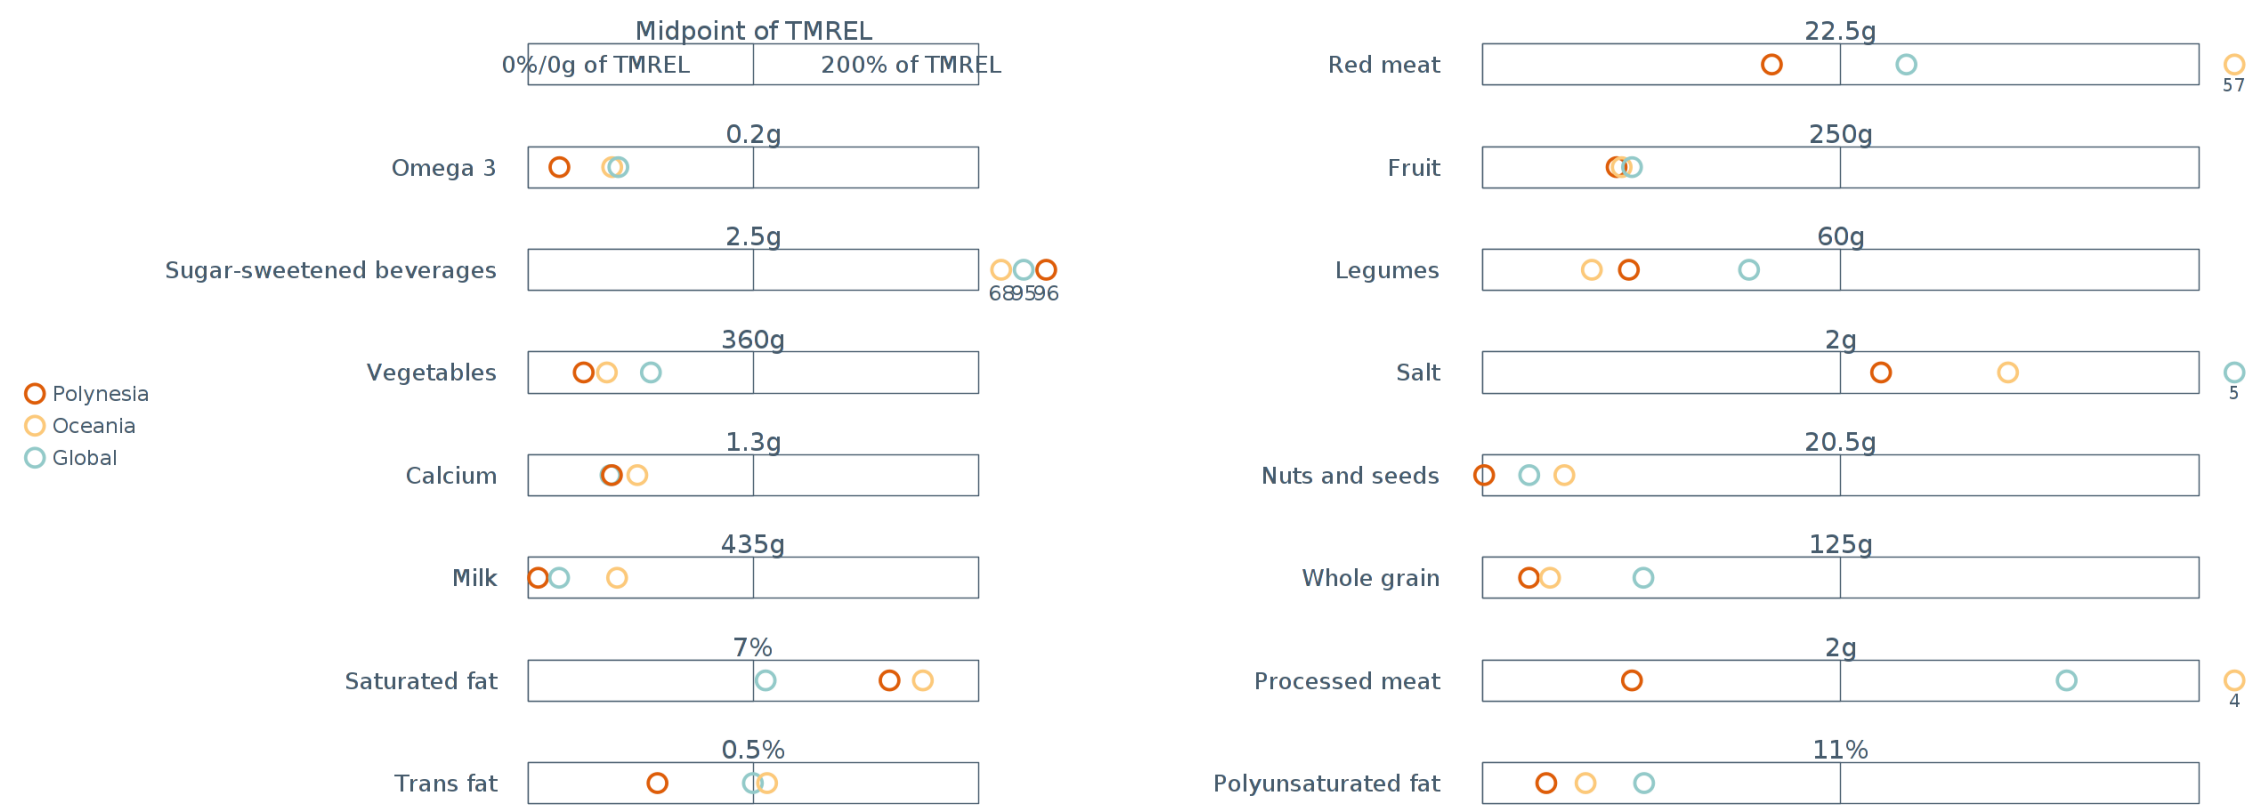 Midpoint of TMREL
0%/0g of TMREL
200% of TMREL
0.2g
Omega 3
2.5g
Sugar-sweetened beverages
68
95
96
360g
Vegetables
1.3g
Calcium
435g
Milk
7%
Saturated fat
0.5%
Trans fat
Polynesia
Oceania
Global
22.5g
Red meat
57
250g
Fruit
60g
Legumes
2g
Salt
5
20.5g
Nuts and seeds
125g
Whole grain
2g
Processed meat
4
11%
Polyunsaturated fat